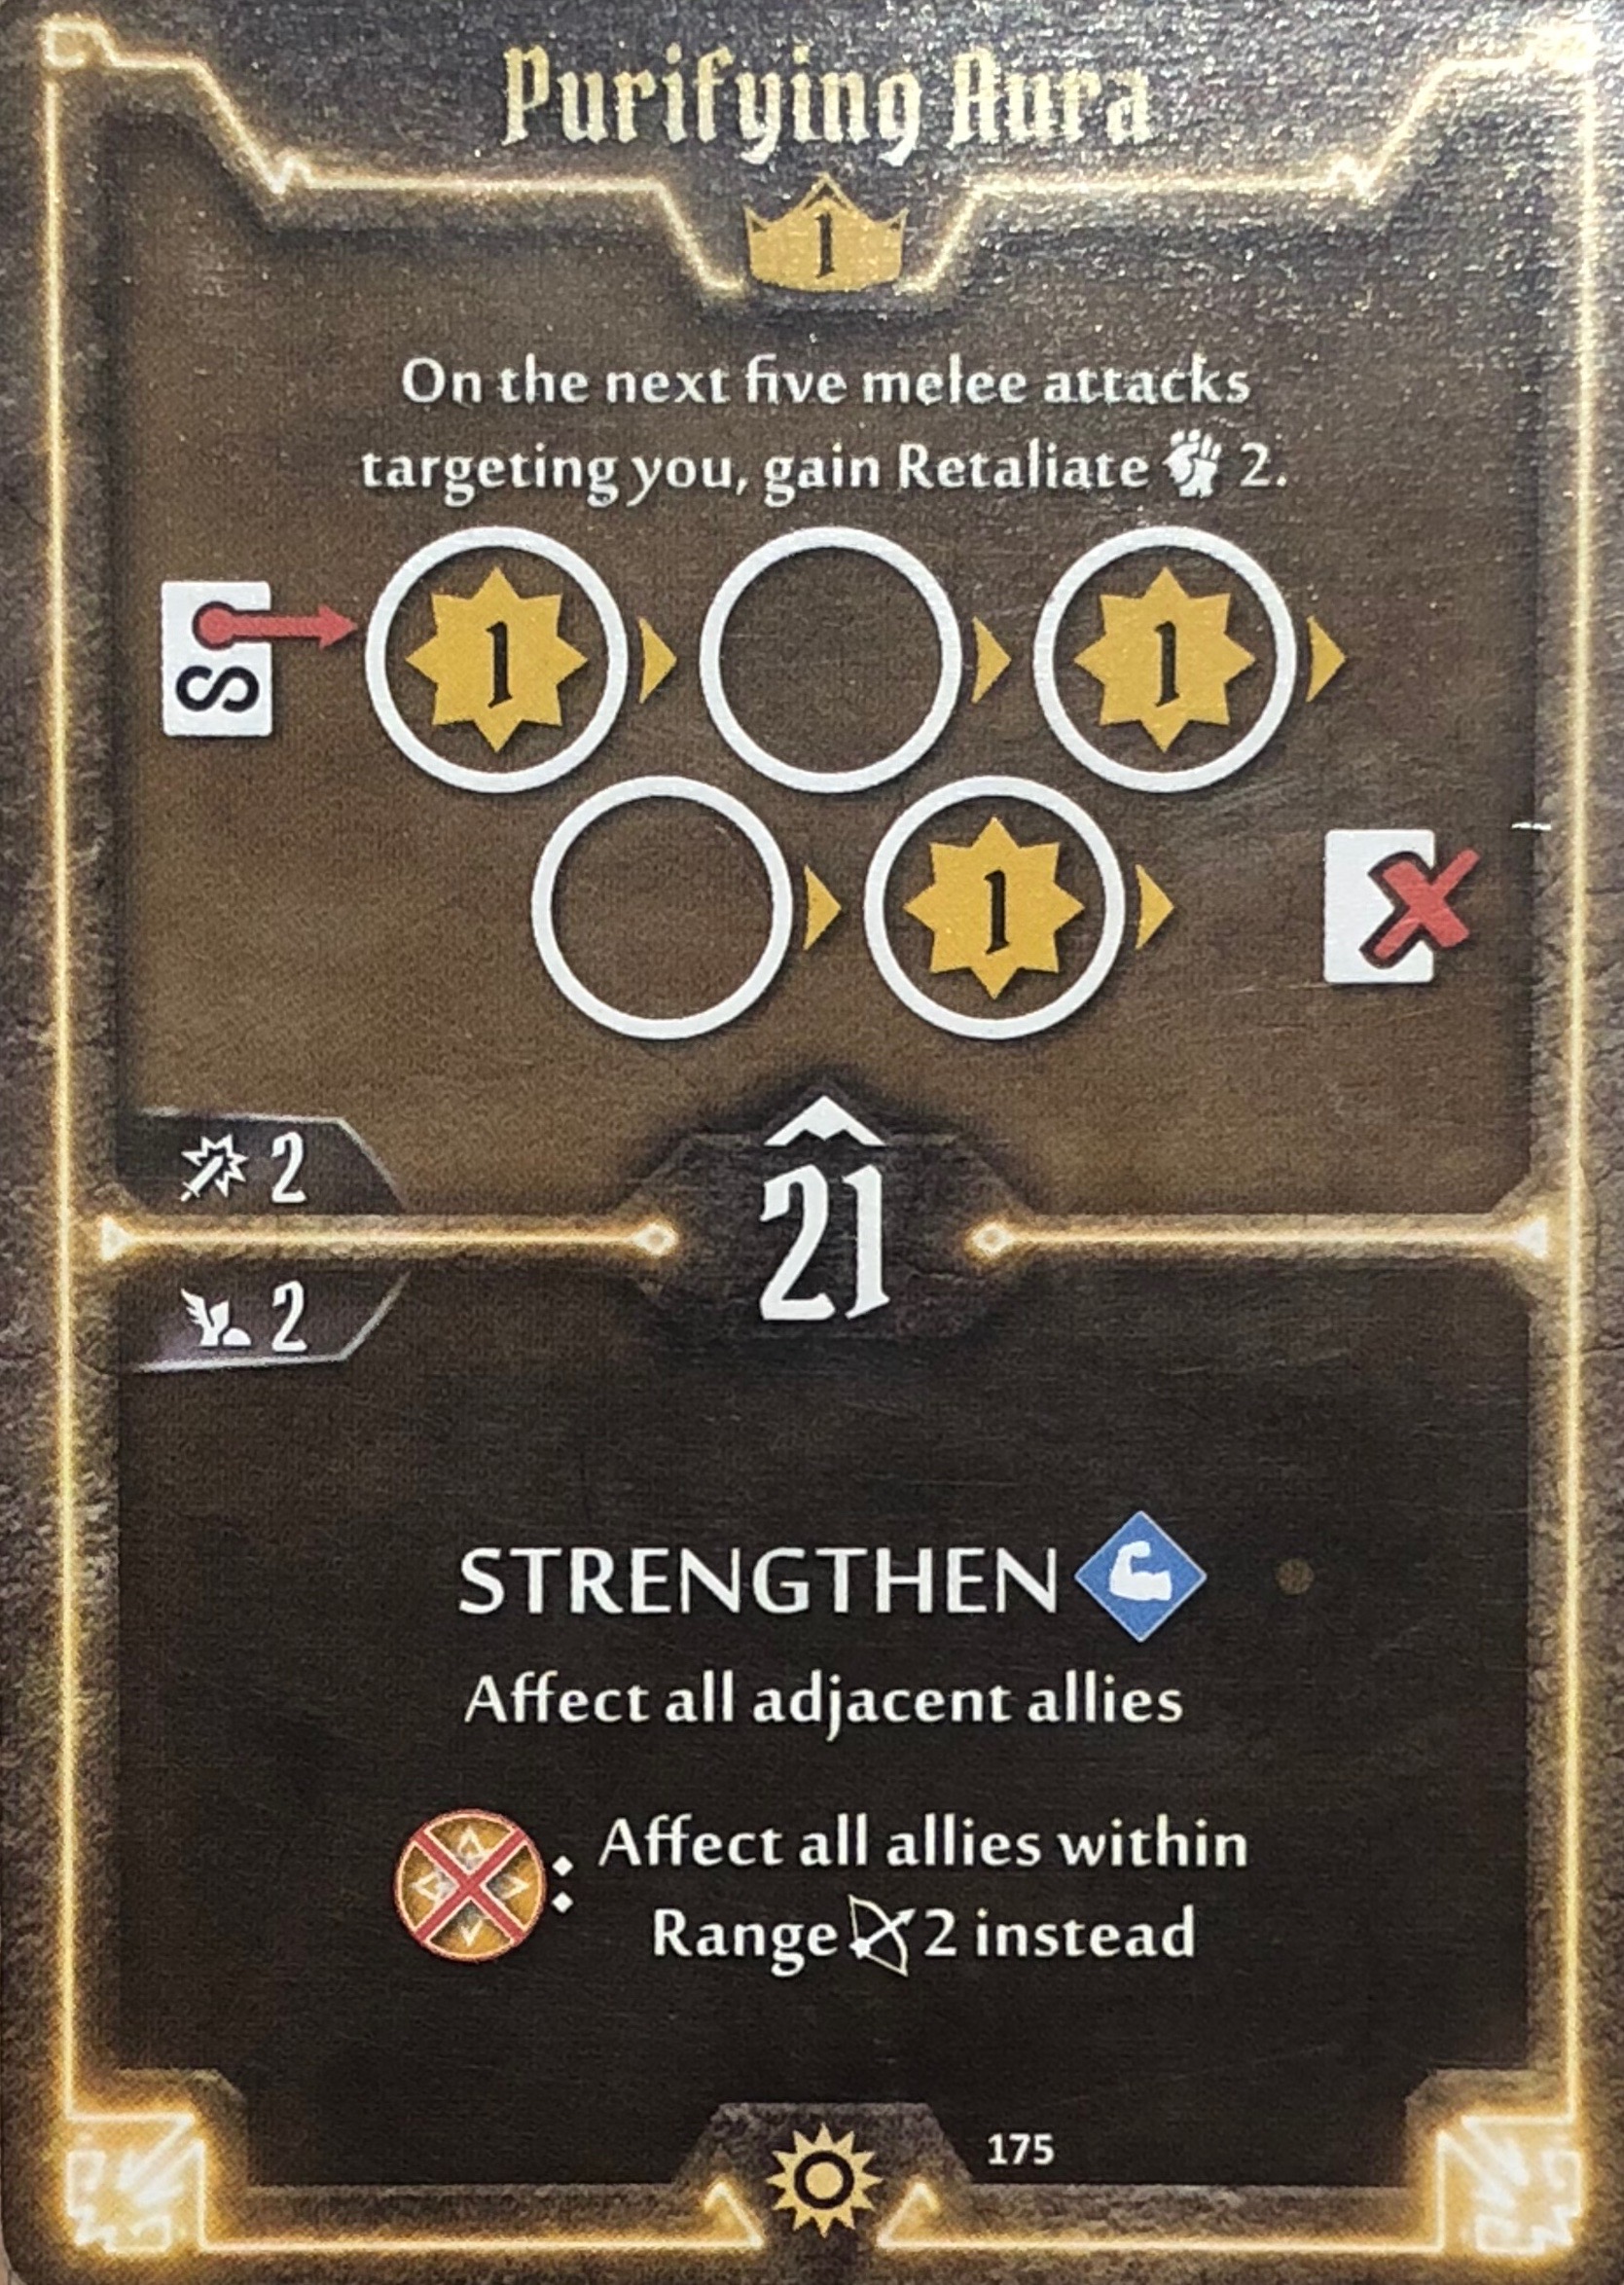 Purifying Aura
1
On the next five melee attacks
targeting you, gain Retaliate 2.
S
1
1
1
2
21
2
STRENGTHEN
Affect all adjacent allies
: Affect all allies within
Range 2 instead
175